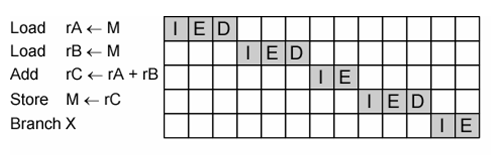 Load rA ← M I E D
Load rB ← M I E D
Add rC ← rA + rB I E
Store M ← rC I E D
Branch X I E